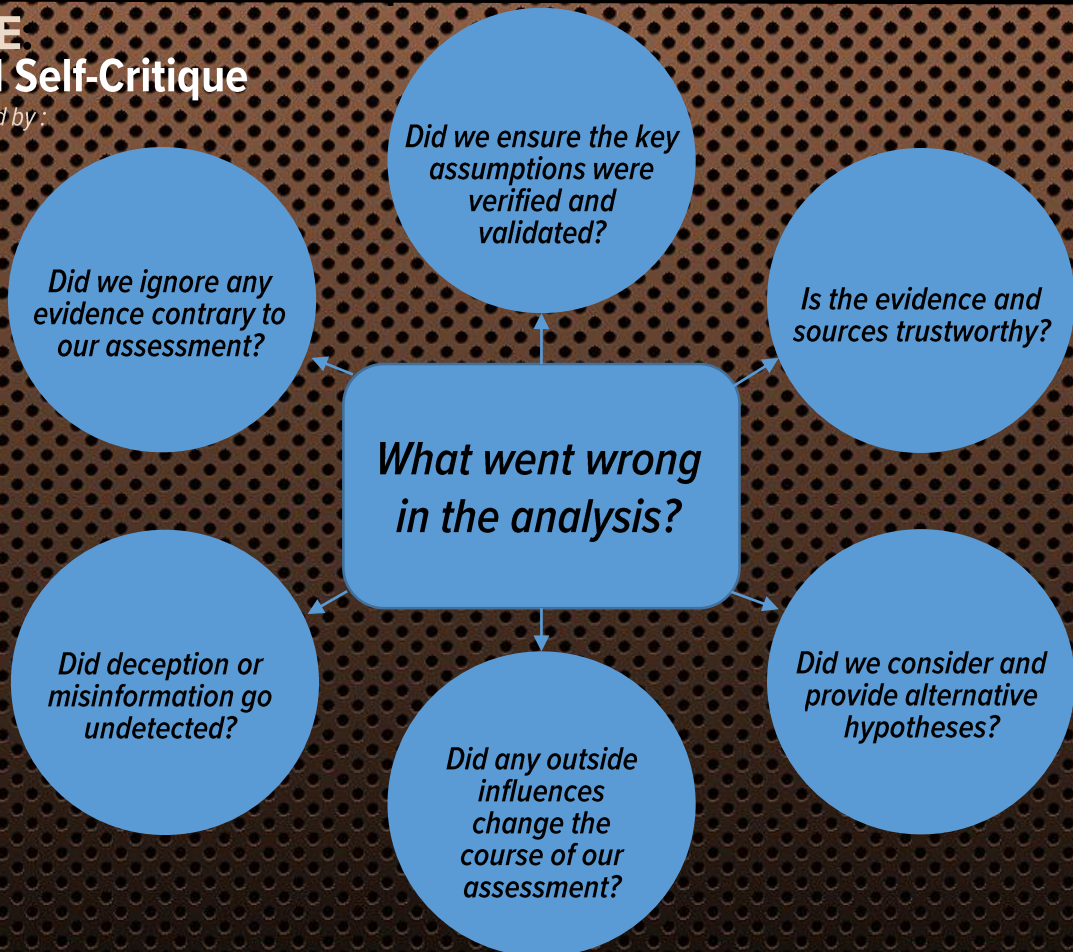 E
l Self-Critique
d by :
Did we ensure the key
assumptions were
verified and
validated?
Did we ignore any
evidence contrary to
our assessment?
Is the evidence and
sources trustworthy?
What went wrong
in the analysis?
Did deception or
misinformation go
undetected?
Did we consider and
provide alternative
hypotheses?
Did any outside
influences
change the
course of our
assessment?